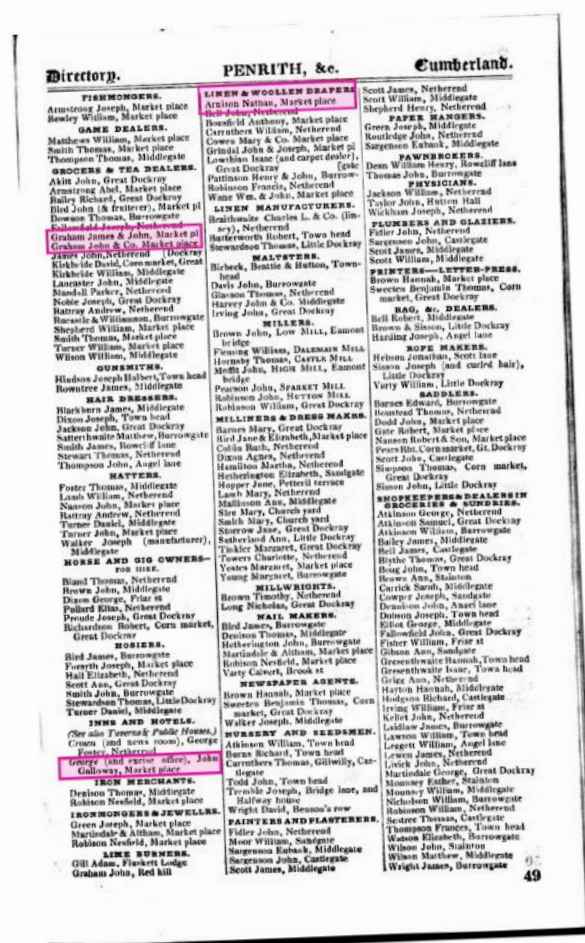 Directory.
PENRITH, &c.
Cumberland.
FISHMONGERS.
Armstrong Joseph, Market place
Bewley William, Market place
GAME DEALERS.
Matthews William, Market place
Smith Thomas, Market place
Thompson Thomas, Middlegate
GROCERS & TEA DEALERS.
Akitt John, Great Dockray
Armstrong Abel, Market place
Bailey Richard, Great Dockray
Bird John (& fruiterer), Market pl
Dowson Thomas, Burrowgate
Graham James & John, Market pl
Graham John & Co. Market place
James John, Netherend [Dockray
Kirkbride David, Corn market, Great
Kirkbride William, Middlegate
Lancaster John, Middlegate
Mandall Parker, Netherend
Noble Joseph, Great Dockray
Rattray Andrew, Netherend
Ruecastle & Williamson, Burrowgate
Shepherd William, Market place
Smith Thomas, Market place
Turner William, Market place
Wilson William, Middlegate
GUNSMITHS.
Hindson Joseph Halbert, Town head
Rowntree James, Middlegate
HAIR DRESSERS.
Blackburn James, Middlegate
Dixon Joseph, Town head
Jackson John, Great Dockray
Satterthwaite Matthew, Burrowgate
Smith James, Rowcliff lane
Stewart Thomas, Netherend
Thompson John, Angel lane
HATTERS.
Foster Thomas, Middlegate
Lamb William, Netherend
Nanson John, Market place
Rattray Andrew, Netherend
Turner Daniel, Middlegate
Turner John, Market place
Walker Joseph (manufacturer),
Middlegate
HORSE AND GIG OWNERS—
FOR HIRE.
Bland Thomas, Netherend
Brown John, Middlegate
Dixon George, Friar st
Pollard Elias, Netherend
Proude Joseph, Great Dockray
Richardson Robert, Corn market,
Great Dockray
HOSIERS.
Bird James, Burrowgate
Forsyth Joseph, Market place
Hall Elizabeth, Netherend
Scott Ann, Great Dockray
Smith John, Burrowgate
Stewardson Thomas, Little Dockray
Turner Daniel, Middlegate
INNS AND HOTELS.
(See also Taverns & Public Houses.)
Crown (and news room), George
Foster, Netherend
George (and excise office), John
Galloway, Market place
IRON MERCHANTS.
Denison Thomas, Middlegate
Robison Nesfield, Market place
IRONMONGERS & JEWELLRS.
Green Joseph, Market place
Martindale & Altham, Market place
Robison Nesfield, Market place
LIME BURNERS.
Gill Adam, Flaskett Lodge
Graham John, Red hill
LINEN & WOOLLEN DRAPERS
Arnison Nathan, Market place
Bell John, Netherend
Bousfield Anthony, Market place
Carruthers William, Netherend
Cowen Mary & Co. Market place
Grindal John & Joseph, Market pl
Lowthian Isaac (and carpet dealer),
Great Dockray [gate
Pattinson Henry & John, Burrow-
Robinson Francis, Netherend
Wane Wm. & John, Market place
LINEN MANUFACTURERS.
Braithwaite Charles L. & Co. (lin-
sey), Netherend
Butterworth Robert, Town head
Stewardson Thomas, Little Dockray
MALTSTERS.
Birbeck, Beattie & Hutton, Town-
head
Davis John, Burrowgate
Glasson Thomas, Netherend
Harvey John & Co. Middlegate
Irving John, Great Dockray
MILLERS.
Brown John, LOW MILL, Eamont
bridge
Fleming William, DALEMAIN MILL
Hornsby Thomas, CASTLE MILL
Moffit John, HIGH MILL, Eamont
bridge
Pearson John, SPARKET MILL
Robinson John, HUTTON MILL
Robinson William, Great Dockray
MILLINERS & DRESS MAKRS.
Barnes Mary, Great Dockray
Bird Jane & Elizabeth, Market place
Ruth, Netherend
Dixon Agnes, Netherend
Hamilton Martha, Netherend
Hetherington Elizabeth, Sandgate
Hopper Jane, Petteril terrace
Lamb Mary, Netherend
Mallinson Ann, Middlegate
Slee Mary, Church yard
Smith Mary, Church yard
Sborrow Jane, Great Dockray
Sutherland Ann, Little Dockray
Tinkler Margaret, Great Dockray
Towers Charlotte, Netherend
Yeates Margaret, Market place
Young Margaret, Burrowgate
MILLWRIGHTS.
Brown Timothy, Netherend
Long Nicholas, Great Dockray
NAIL MAKERS.
Bird James, Burrowgate
Denison Thomas, Middlegate
Hetherington John, Burrowgate
Martindale & Altham, Market place
Robison Nesfield, Market place
Varty Calvert, Brook st
NEWSPAPER AGENTS.
Brown Hannah, Market place
Sweeten Benjamin Thomas, Corn
market, Great Dockray
Walker Joseph, Middlegate
NURSERY AND SEEDSMEN.
Atkinson William, Town head
Burns Richard, Town head
Carruthers Thomas, Gillwilly, Cas-
tlegate
Todd John, Town head
Tremble Joseph, Bridge lane, and
Halfway house
Wright David, Benson's row
PAINTERS AND PLASTERERS.
Fidler John, Netherend
Moor William, Sandgate
Sargenson Eubank, Middlegate
Sargenson John, Castlegate
Scott James, Middlegate
Scott James, Netherend
Scott William, Middlegate
Shepherd Henry, Netherend
PAPER HANGERS.
Green Joseph, Middlegate
Routledge John, Netherend
Sargenson Eubank, Middlegate
PAWNBROKERS.
Dean William Henry, Rowcliff lane
Thomas John, Burrowgate
PHYSICIANS.
Jackson William, Netherend
Taylor John, Hutton Hall
Wickham Joseph, Netherend
PLUMBERS AND GLAZIERS.
Fidler John, Netherend
Sargenson John, Castlegate
Scott James, Middlegate
Scott William, Middlegate
PRINTERS—LETTER-PRESS.
Brown Hannah, Market place
Sweeten Benjamin Thomas, Corn
market, Great Dockray
RAG, &c. DEALERS.
Bell Robert, Middlegate
Brown & Sisson, Little Dockray
Harding Joseph, Angel lane
ROPE MAKERS.
Hebson Jonathan, Scott lane
Sisson Joseph (and curled hair),
Little Dockray
Varty William, Little Dockray
SADDLERS.
Barnes Edward, Burrowgate
Boustead Thomas, Netherend
Dodd John, Market place
Gate Robert, Market place
Nanson Robert & Son, Market place
Pears Rbt. Corn market, Gt. Dockray
Scott John, Castlegate
Simpson Thomas, Corn market,
Great Dockray
Sisson John, Little Dockray
SHOPKEEPERS & DEALERS IN
GROCERIES & SUNDRIES.
Atkinson George, Netherend
Atkinson Samuel, Great Dockray
Atkinson William, Burrowgate
Bailey James, Middlegate
Bell James, Castlegate
Blythe Thomas, Great Dockray
Boag John, Town head
Brown Ann, Stainton
Carrick Sarah, Middlegate
Cowper Joseph, Sandgate
Dennison John, Angel lane
Dobson Joseph, Town head
Elliot George, Middlegate
Fallowfield John, Great Dockray
Fisher William, Friar st
Gibson Ann, Sandgate
Gresenthwaite Hannah, Town head
Gresenthwaite Isaac, Town head
Grigg Ann, Netherend
Harton Hannah, Middlegate
Hodgson Richard, Castlegate
Irving William, Friar st
Kellet John, Netherend
Laidlaw James, Burrowgate
Lawson William, Town head
Leggett William, Angel lane
Lewen James, Netherend
Livick John, Netherend
Martindale George, Great Dockray
Mounsey Esther, Stainton
Mounsey William, Middlegate
Nicholson William, Burrowgate
Robinson William, Netherend
Thomas, Castlegate
Thompson Frances, Town head
Watson Elizabeth, Burrowgate
Wilson John, Stainton
Wilson Matthew, Middlegate
Wright James, Burrowgate
49